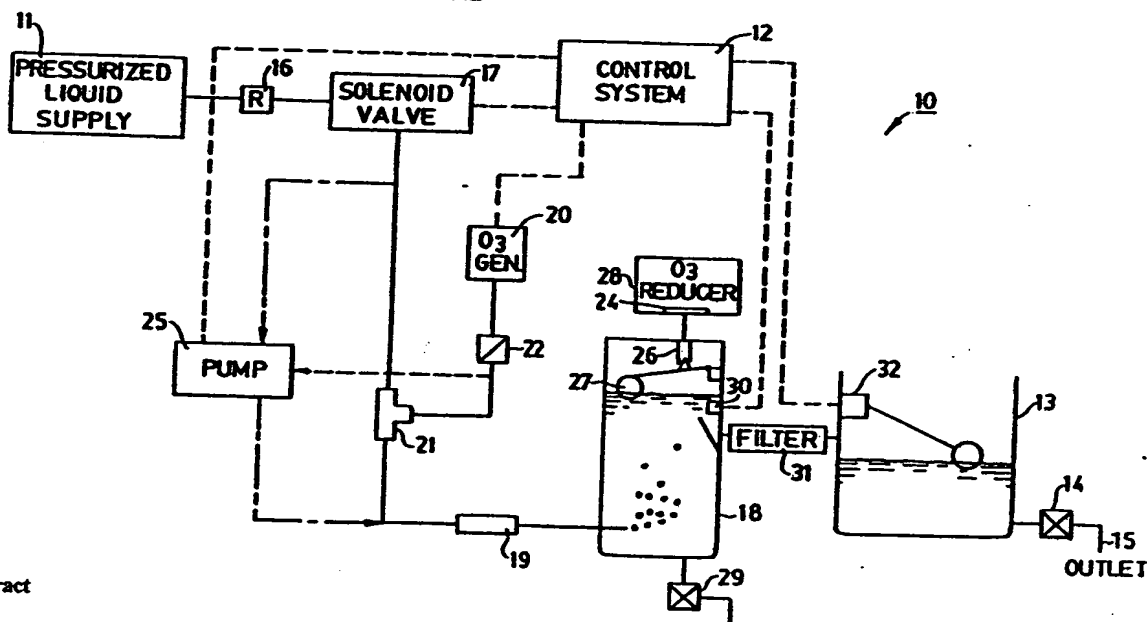 11
PRESSURIZED
LIQUID
SUPPLY
16
R
17
SOLENOID
VALVE
12
CONTROL
SYSTEM
10
20
O3
GEN.
22
25
PUMP
21
19
28
O3
REDUCER
24
26
27
30
18
29
FILTER
31
32
13
14
15
OUTLET
ract